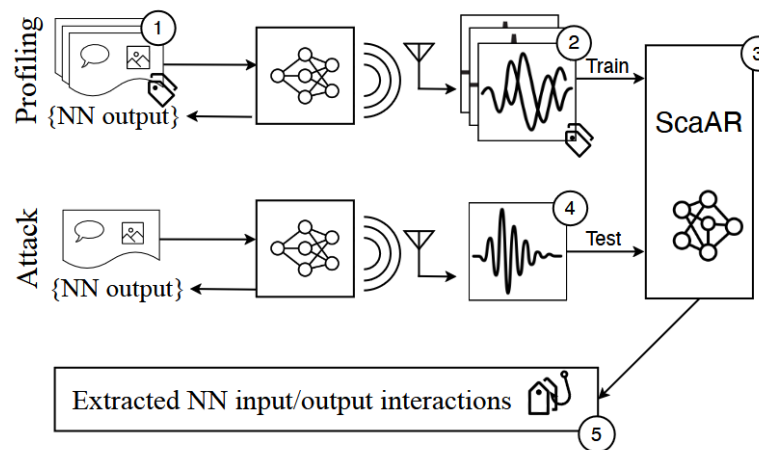 Profiling
1
{NN output}
2
Train
3
ScaAR
Attack
{NN output}
4
Test
Extracted NN input/output interactions
5